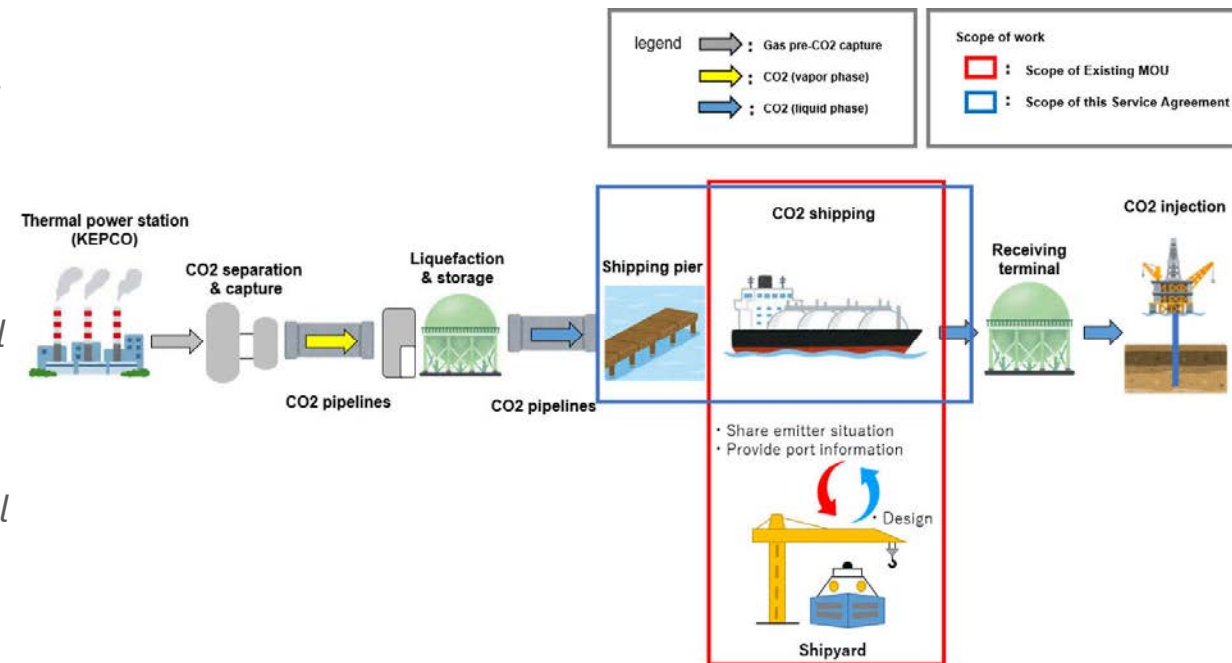 legend
: Gas pre-CO2 capture
: CO2 (vapor phase)
: CO2 (liquid phase)
Scope of work
: Scope of Existing MOU
: Scope of this Service Agreement
Thermal power station
(KEPCO)
CO2 separation
& capture
CO2 pipelines
Liquefaction
& storage
CO2 pipelines
Shipping pier
CO2 shipping
Receiving
terminal
CO2 injection
・Share emitter situation
・Provide port information
・Design
Shipyard